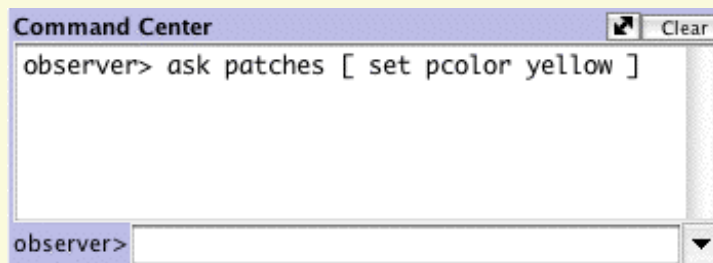 Command Center
Clear
observer> ask patches [ set pcolor yellow ]
observer>